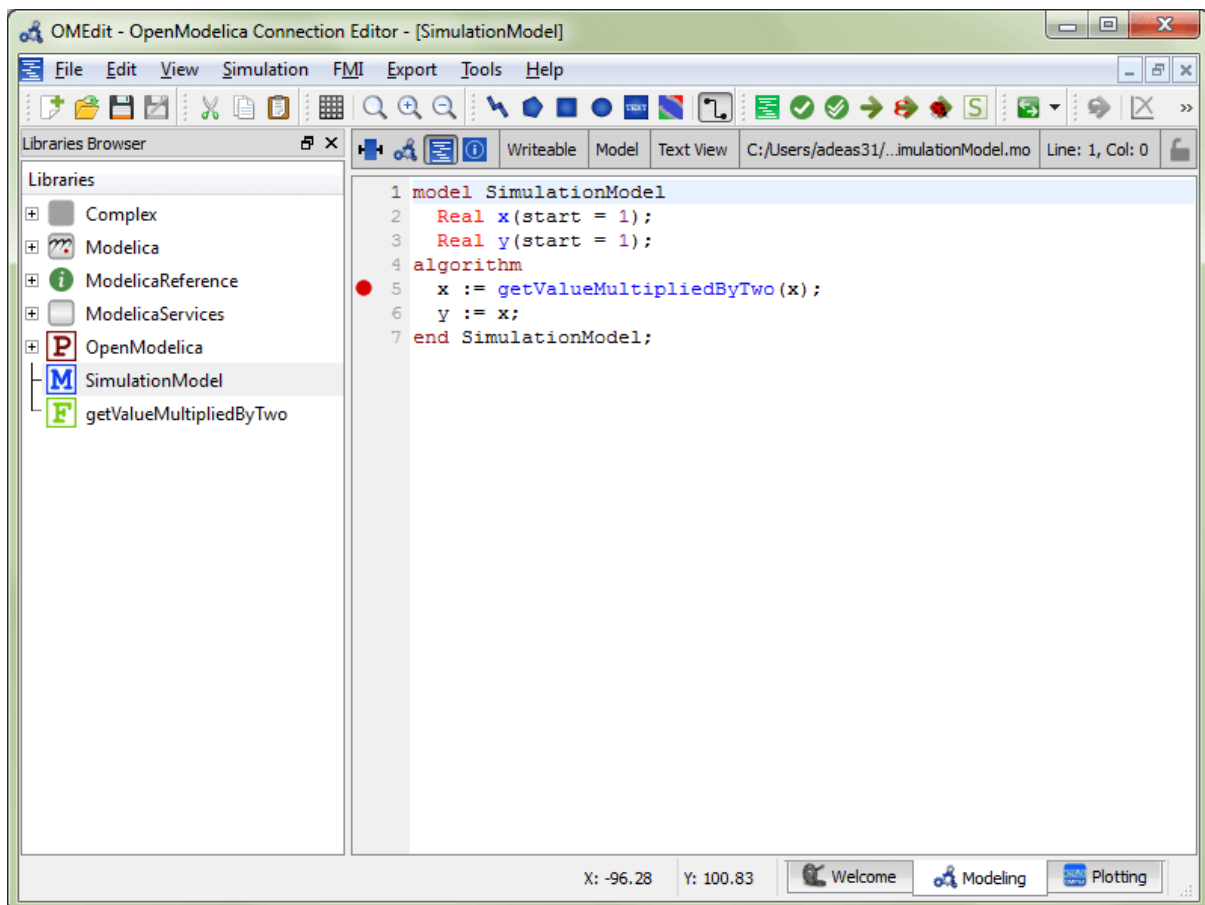 OMEdit - OpenModelica Connection Editor - [SimulationModel]
File Edit View Simulation FMI Export Tools Help
TEXT S »
Libraries Browser
Writeable Model Text View C:/Users/adeas31/...imulationModel.mo Line: 1, Col: 0
Libraries
Complex
Modelica
ModelicaReference
ModelicaServices
P OpenModelica
M SimulationModel
F getValueMultipliedByTwo
1 model SimulationModel
2 Real x(start = 1);
3 Real y(start = 1);
4 algorithm
5 x := getValueMultipliedByTwo(x);
6 y := x;
7 end SimulationModel;
X: -96.28 Y: 100.83 Welcome Modeling Plotting